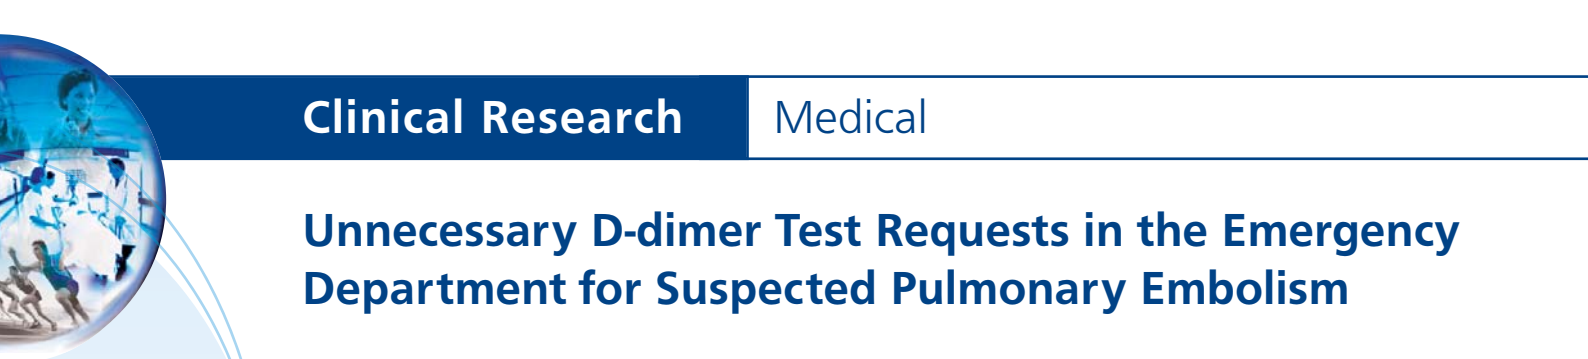 Clinical Research
Medical
Unnecessary D-dimer Test Requests in the Emergency
Department for Suspected Pulmonary Embolism